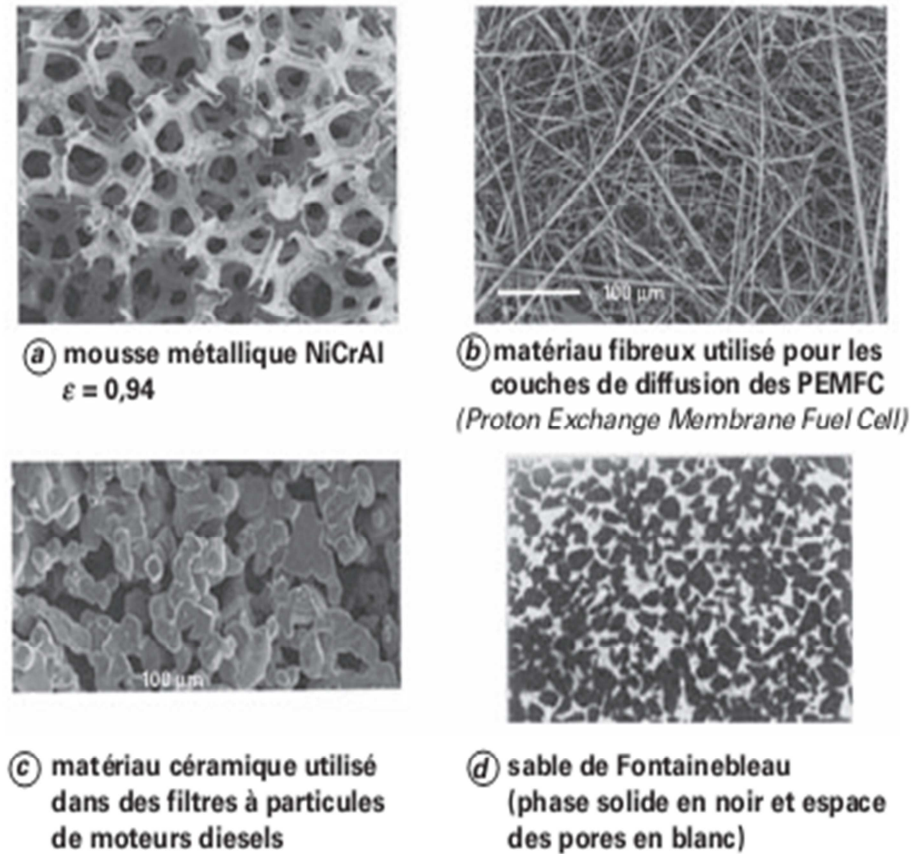 100 µm
ⓐ mousse métallique NiCrAl
ε = 0,94
ⓑ matériau fibreux utilisé pour les
couches de diffusion des PEMFC
(Proton Exchange Membrane Fuel Cell)
100 µm
ⓒ matériau céramique utilisé
dans des filtres à particules
de moteurs diesels
ⓓ sable de Fontainebleau
(phase solide en noir et espace
des pores en blanc)